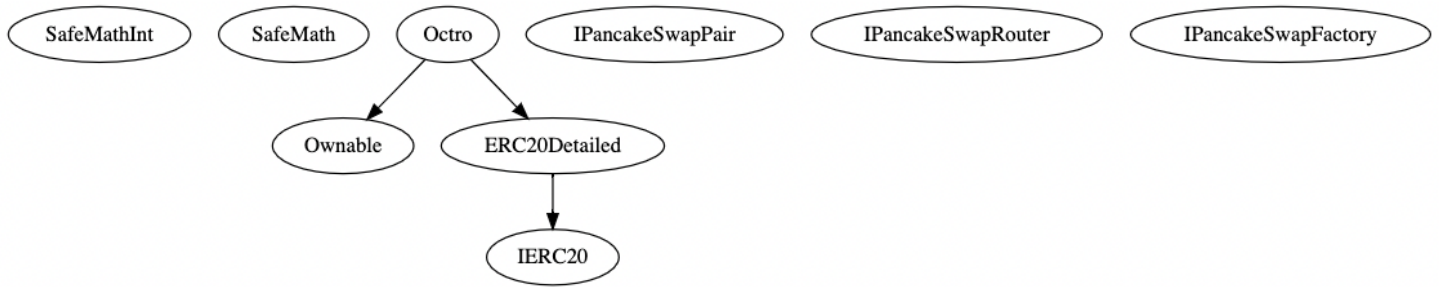 SafeMathInt
SafeMath
Octro
IPancakeSwapPair
IPancakeSwapRouter
IPancakeSwapFactory
Ownable
ERC20Detailed
IERC20